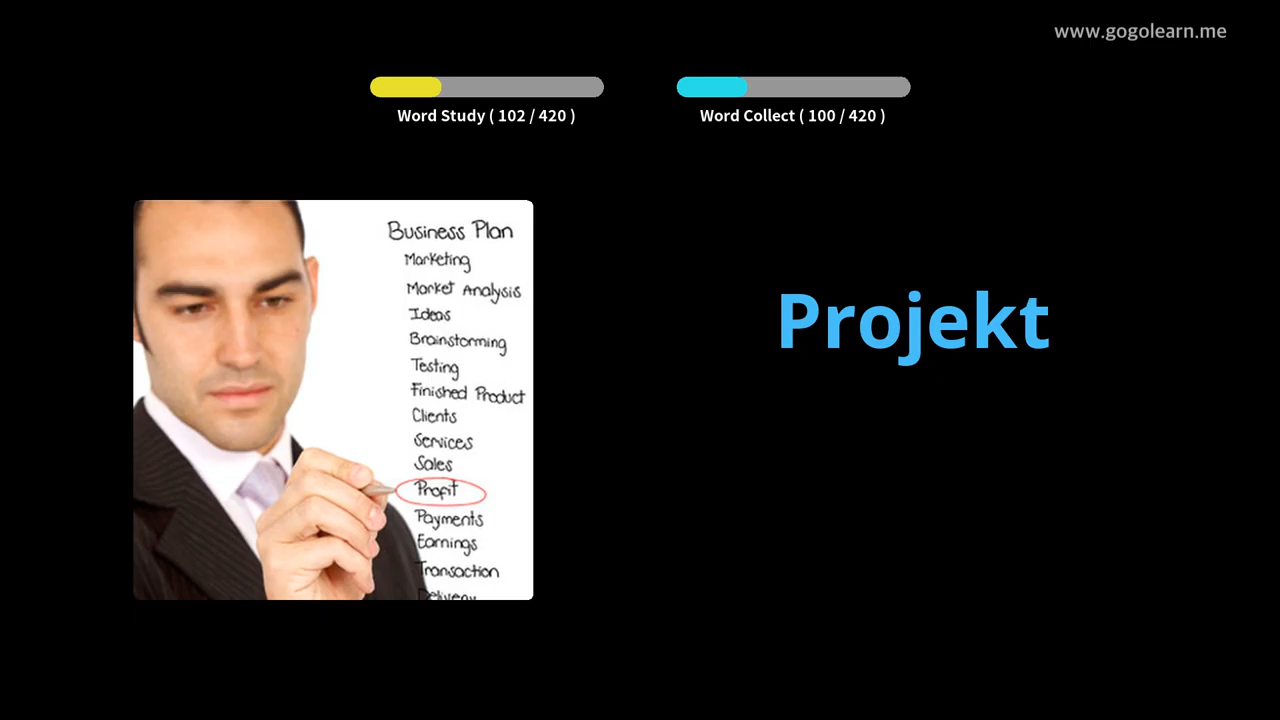 www.gogolearn.me
Word Study ( 102 / 420 )
Word Collect ( 100 / 420 )
Business Plan
Marketing
Market Analysis
Ideas
Brainstorming
Testing
Finished Product
Clients
Services
Sales
Profit
Payments
Earnings
Transaction
Delivery
Projekt